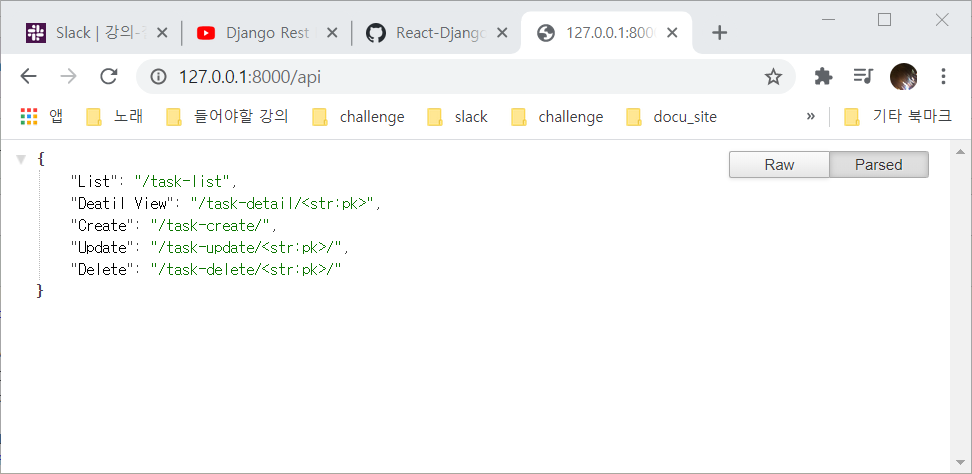 Slack | 강의- Django Rest React-Django 127.0.0.1:800
127.0.0.1:8000/api
앱 노래 들어야할 강의 challenge slack challenge docu_site » 기타 북마크
Raw Parsed
{
"List": "/task-list",
"Deatil View": "/task-detail/<str:pk>",
"Create": "/task-create/",
"Update": "/task-update/<str:pk>/",
"Delete": "/task-delete/<str:pk>/"
}